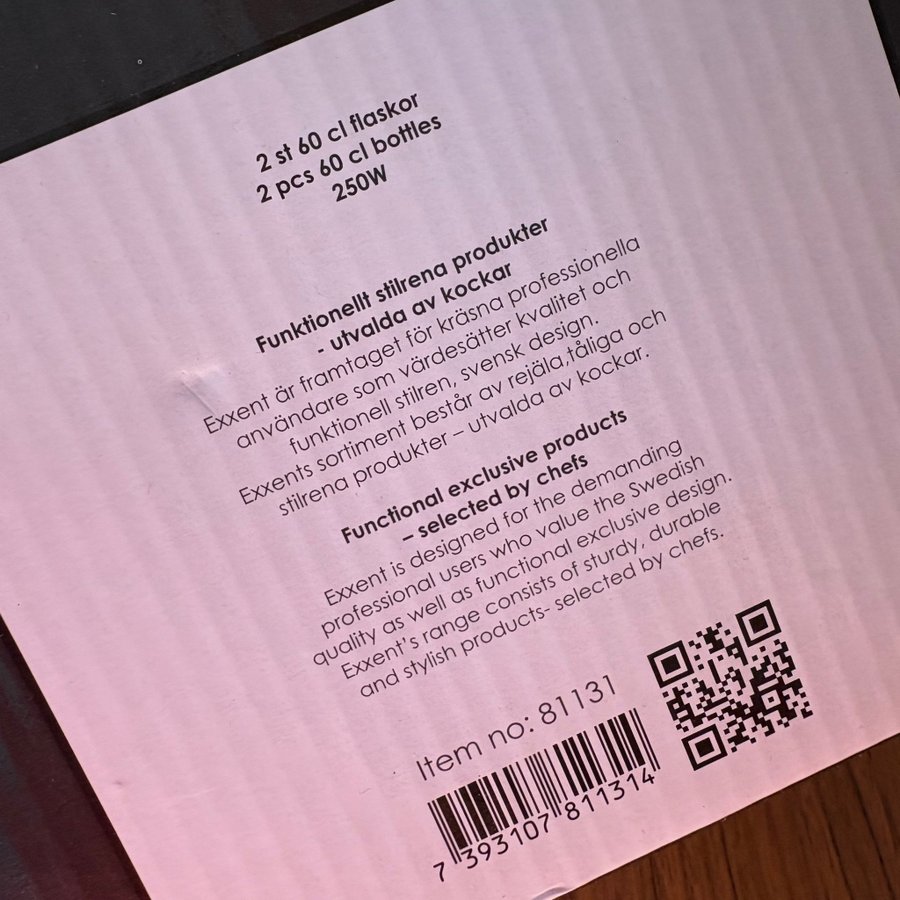 2 st 60 cl flaskor
2 pcs 60 cl bottles
250W
Funktionellt stilrena produkter
- utvalda av kockar
Exxent är framtaget för kräsna professionella
användare som värdesätter kvalitet och
funktionell stilren, svensk design.
Exxents sortiment består av rejäla,tåliga och
stilrena produkter – utvalda av kockar.
Functional exclusive products
– selected by chefs
Exxent is designed for the demanding
professional users who value the Swedish
quality as well as functional exclusive design.
Exxent's range consists of sturdy, durable
and stylish products- selected by chefs.
Item no: 81131
7 393107 811314